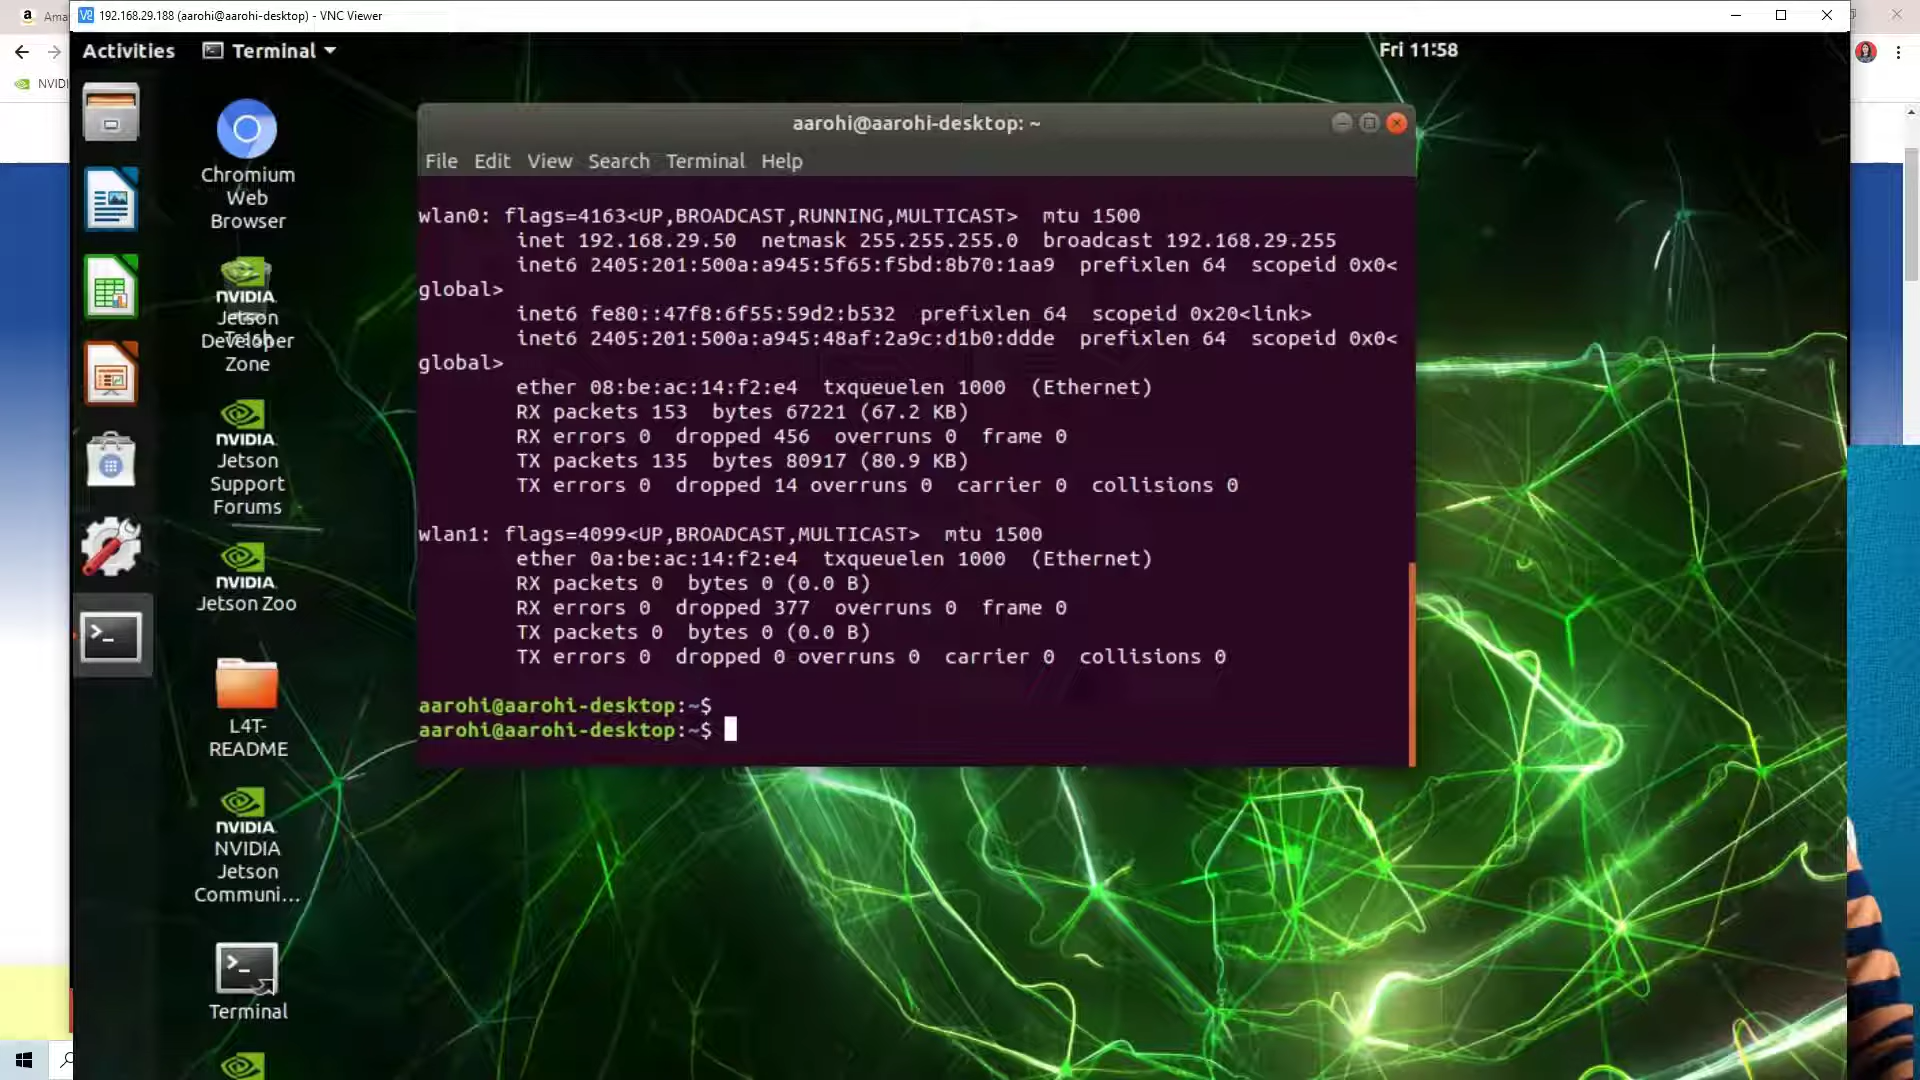 Ama
192.168.29.188 (aarohi@aarohi-desktop) - VNC Viewer
Activities
Terminal
Fri 11:58
NVIDI
Chromium
Web
Browser
NVIDIA.
Jetson
Developer
Zone
NVIDIA.
Jetson
Support
Forums
NVIDIA.
Jetson Zoo
L4T-
README
NVIDIA.
NVIDIA
Jetson
Communi...
Terminal
aarohi@aarohi-desktop: ~
File Edit View Search Terminal Help
wlan0: flags=4163<UP,BROADCAST,RUNNING,MULTICAST>  mtu 1500
inet 192.168.29.50  netmask 255.255.255.0  broadcast 192.168.29.255
inet6 2405:201:500a:a945:5f65:f5bd:8b70:1aa9  prefixlen 64  scopeid 0x0<
global>
inet6 fe80::47f8:6f55:59d2:b532  prefixlen 64  scopeid 0x20<link>
inet6 2405:201:500a:a945:48af:2a9c:d1b0:ddde  prefixlen 64  scopeid 0x0<
global>
ether 08:be:ac:14:f2:e4  txqueuelen 1000  (Ethernet)
RX packets 153  bytes 67221 (67.2 KB)
RX errors 0  dropped 456  overruns 0  frame 0
TX packets 135  bytes 80917 (80.9 KB)
TX errors 0  dropped 14 overruns 0  carrier 0  collisions 0
wlan1: flags=4099<UP,BROADCAST,MULTICAST>  mtu 1500
ether 0a:be:ac:14:f2:e4  txqueuelen 1000  (Ethernet)
RX packets 0  bytes 0 (0.0 B)
RX errors 0  dropped 377  overruns 0  frame 0
TX packets 0  bytes 0 (0.0 B)
TX errors 0  dropped 0 overruns 0  carrier 0  collisions 0
aarohi@aarohi-desktop:~$
aarohi@aarohi-desktop:~$